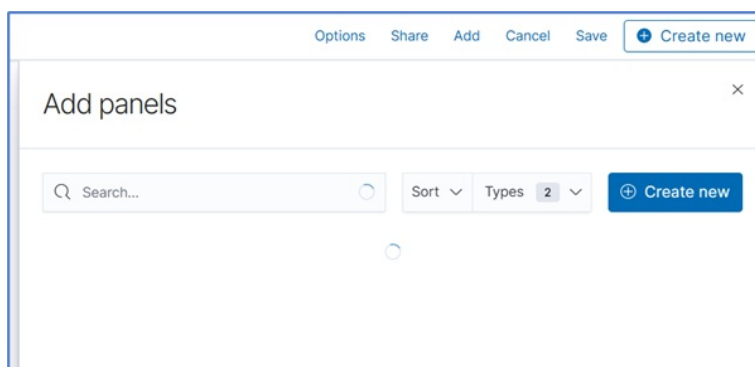 Options Share Add Cancel Save Create new
Add panels
Search... Sort Types 2 Create new